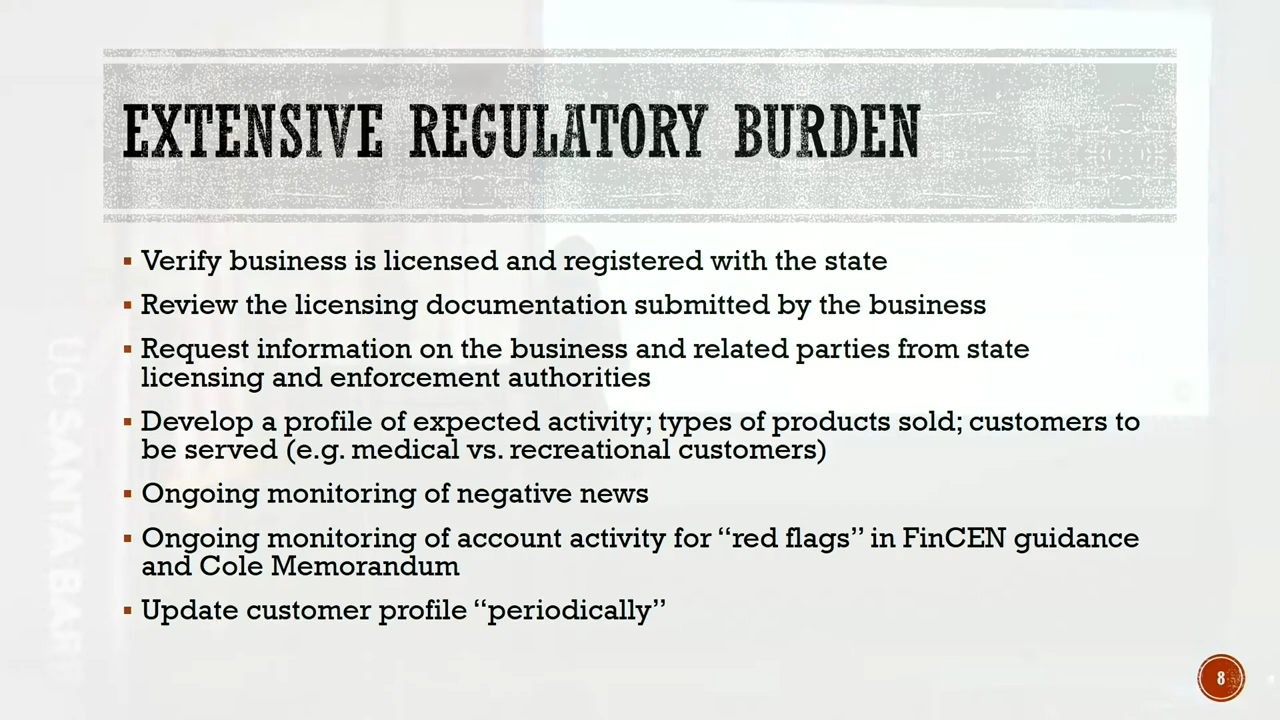 EXTENSIVE REGULATORY BURDEN
Verify business is licensed and registered with the state
Review the licensing documentation submitted by the business
Request information on the business and related parties from state
licensing and enforcement authorities
Develop a profile of expected activity; types of products sold; customers to
be served (e.g. medical vs. recreational customers)
Ongoing monitoring of negative news
Ongoing monitoring of account activity for “red flags” in FinCEN guidance
and Cole Memorandum
Update customer profile “periodically”
8
UC SANTA BARB